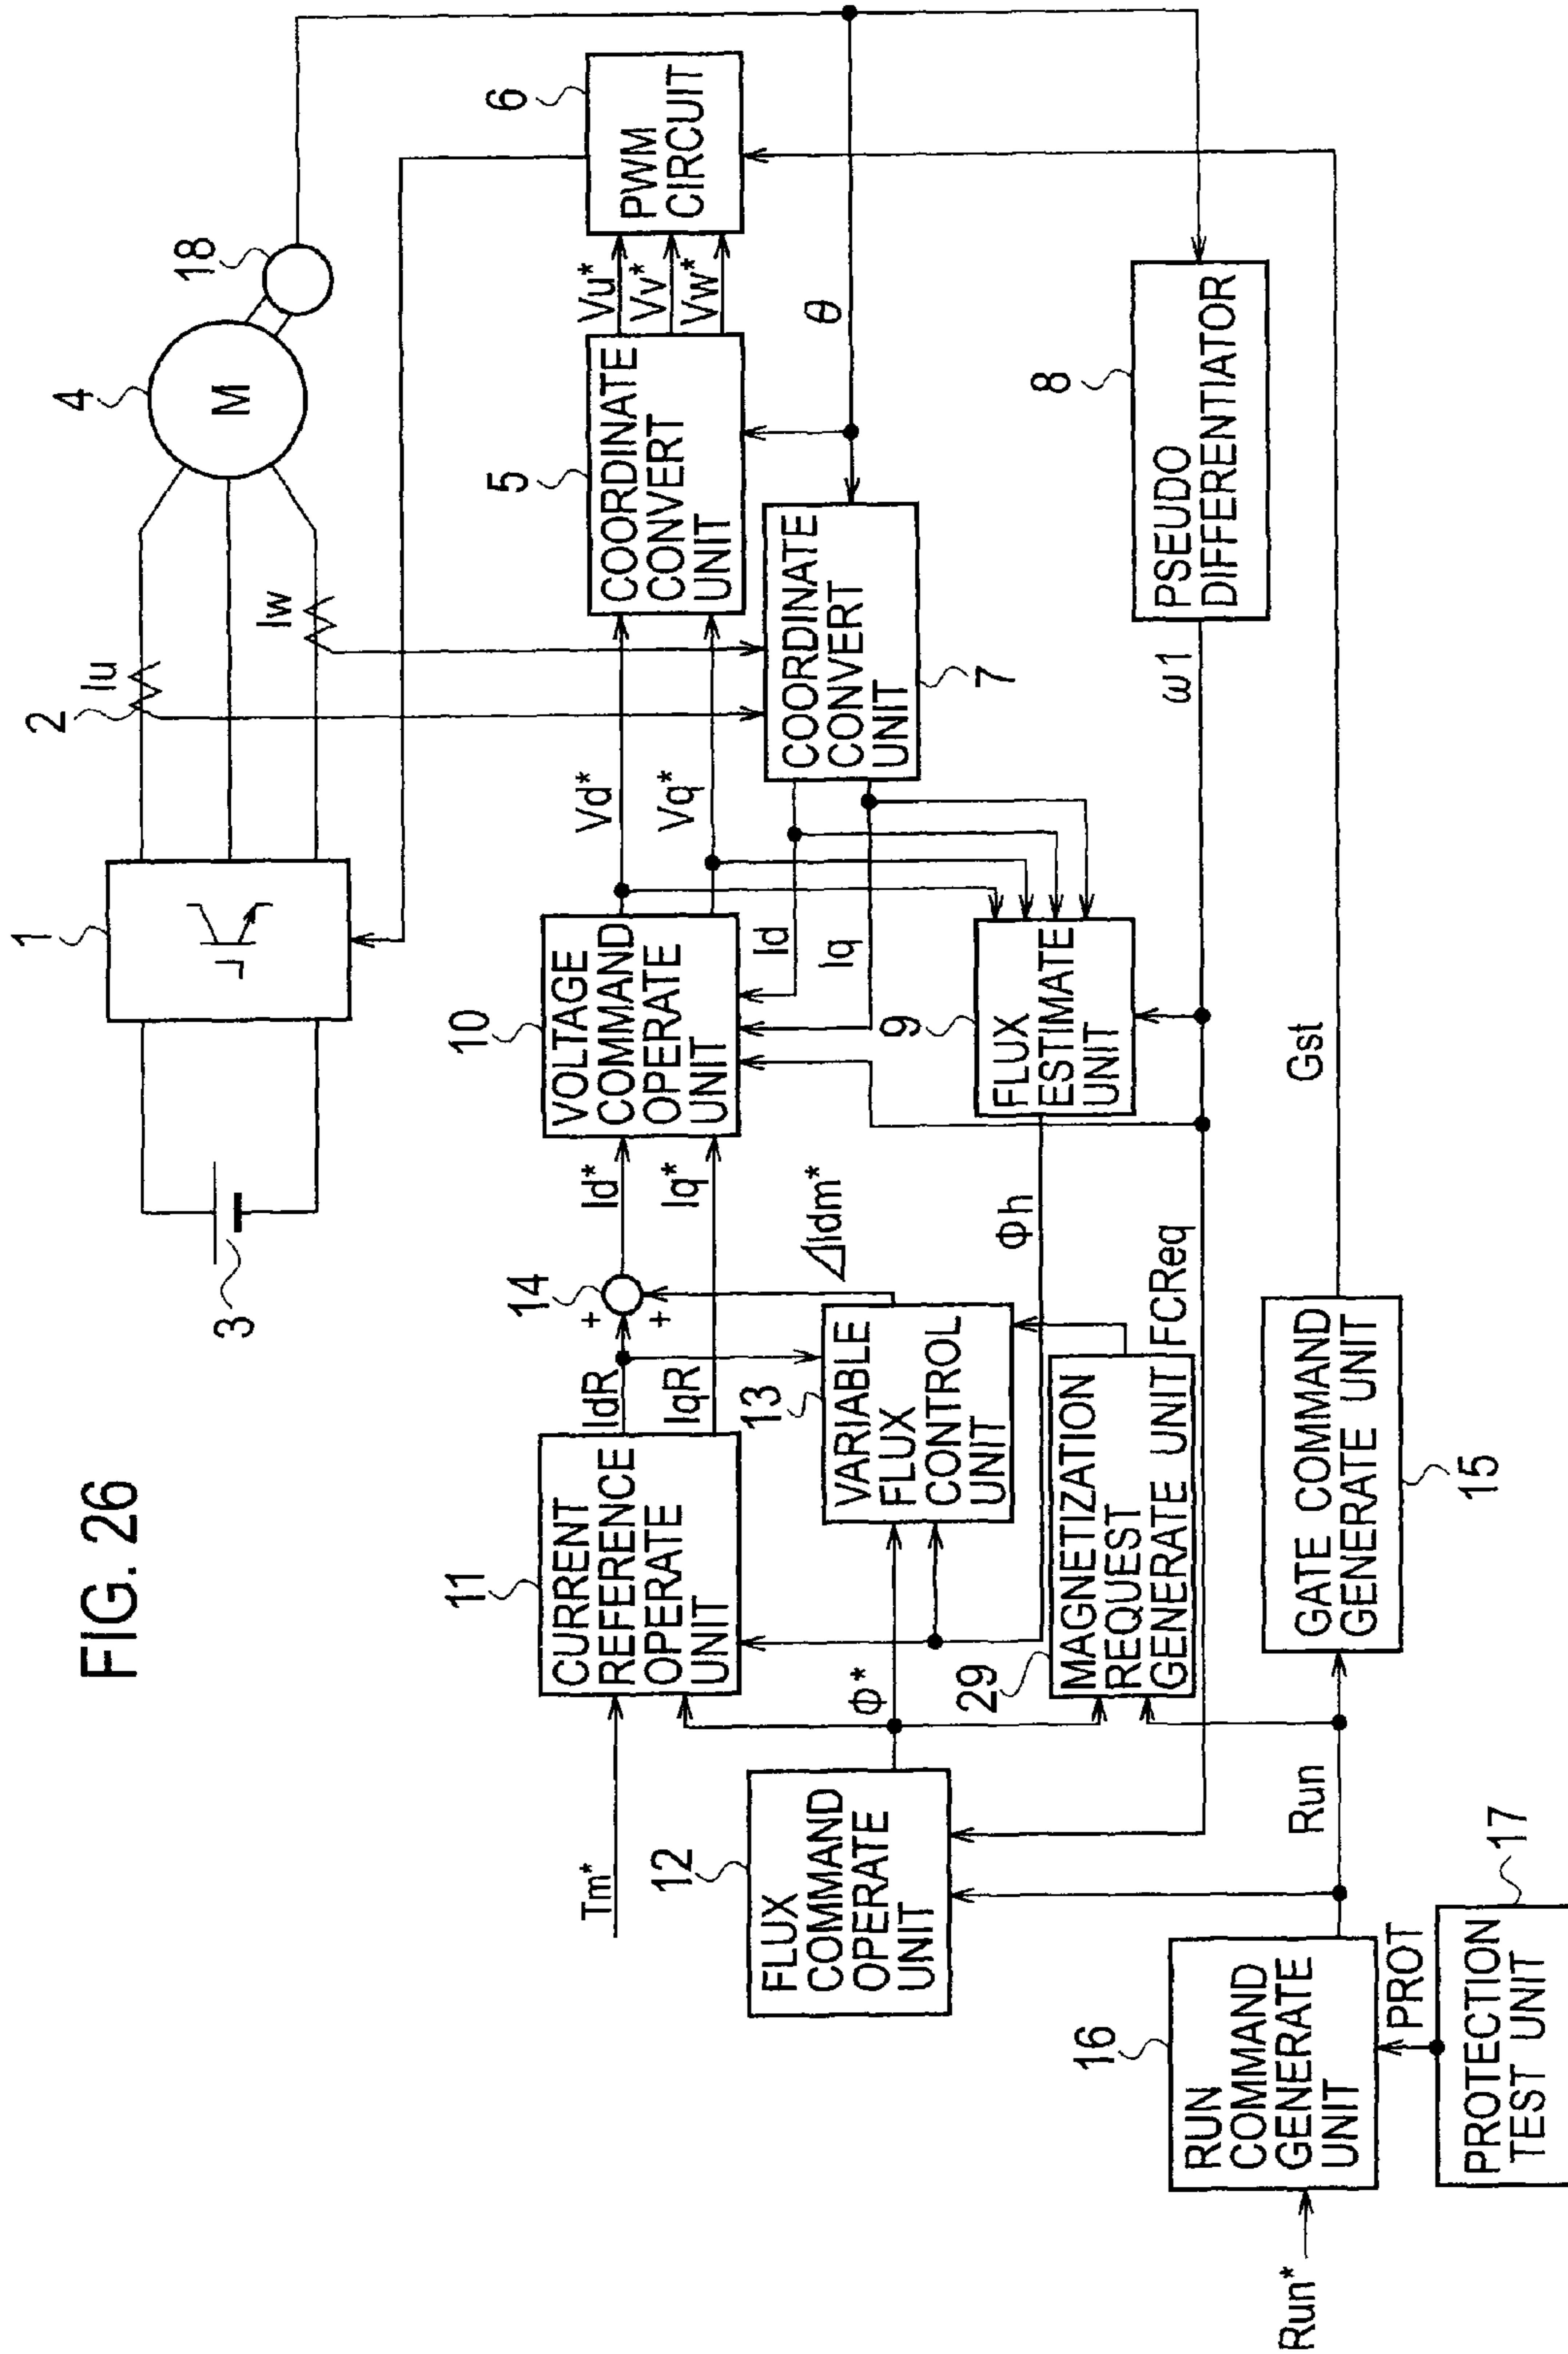 FIG. 26
1
2
Iu
Iw
3
4
M
18
Tm*
11
CURRENT
REFERENCE
OPERATE
UNIT
IdR
IqR
14
+
+
Id*
Iq*
10
VOLTAGE
COMMAND
OPERATE
UNIT
Vd*
Vq*
5
COORDINATE
CONVERT
UNIT
Vu*
Vv*
Vw*
6
PWM
CIRCUIT
12
FLUX
COMMAND
OPERATE
UNIT
Φ*
13
VARIABLE
FLUX
CONTROL
UNIT
ΔIdm*
Id
Iq
COORDINATE
CONVERT
UNIT
7
θ
29
MAGNETIZATION
REQUEST
GENERATE UNIT
FCReq
Φh
9
FLUX
ESTIMATE
UNIT
ω1
8
PSEUDO
DIFFERENTIATOR
Run*
16
RUN
COMMAND
GENERATE
UNIT
Run
GATE COMMAND
GENERATE UNIT
15
Gst
PROT
17
PROTECTION
TEST UNIT